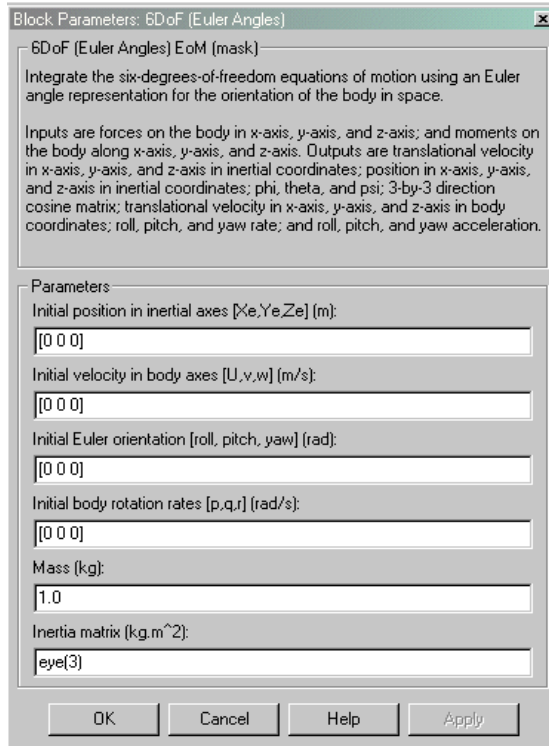 Block Parameters: 6DoF (Euler Angles)
6DoF (Euler Angles) EoM (mask)
Integrate the six-degrees-of-freedom equations of motion using an Euler
angle representation for the orientation of the body in space.
Inputs are forces on the body in x-axis, y-axis, and z-axis; and moments on
the body along x-axis, y-axis, and z-axis. Outputs are translational velocity
in x-axis, y-axis, and z-axis in inertial coordinates; position in x-axis, y-axis,
and z-axis in inertial coordinates; phi, theta, and psi; 3-by-3 direction
cosine matrix; translational velocity in x-axis, y-axis, and z-axis in body
coordinates; roll, pitch, and yaw rate; and roll, pitch, and yaw acceleration.
Parameters
Initial position in inertial axes [Xe,Ye,Ze] (m):
[0 0 0]
Initial velocity in body axes [U,v,w] (m/s):
[0 0 0]
Initial Euler orientation [roll, pitch, yaw] (rad):
[0 0 0]
Initial body rotation rates [p,q,r] (rad/s):
[0 0 0]
Mass (kg):
1.0
Inertia matrix (kg.m^2):
eye(3)
OK Cancel Help Apply